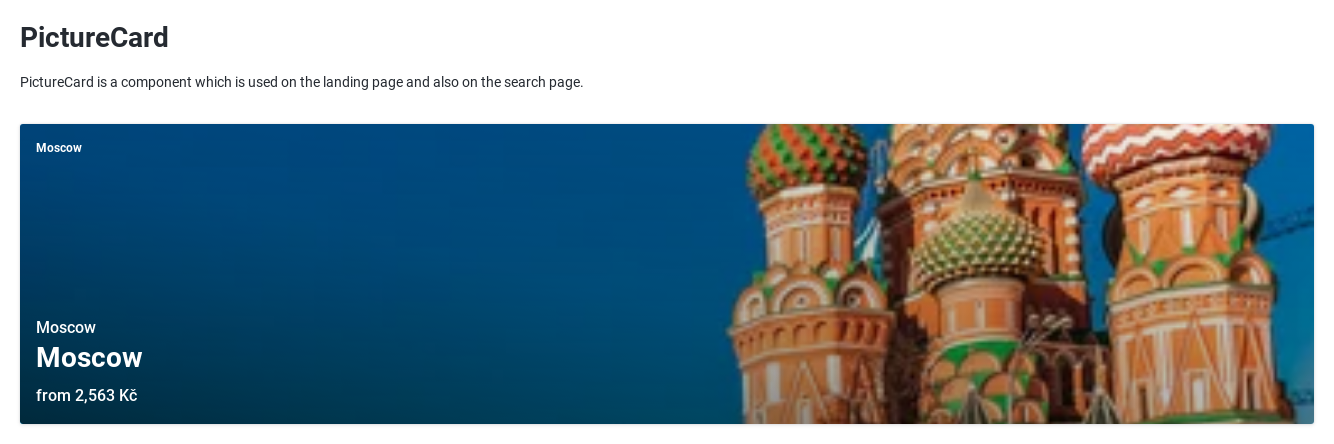 PictureCard
PictureCard is a component which is used on the landing page and also on the search page.
Moscow
Moscow
Moscow
from 2,563 Kč